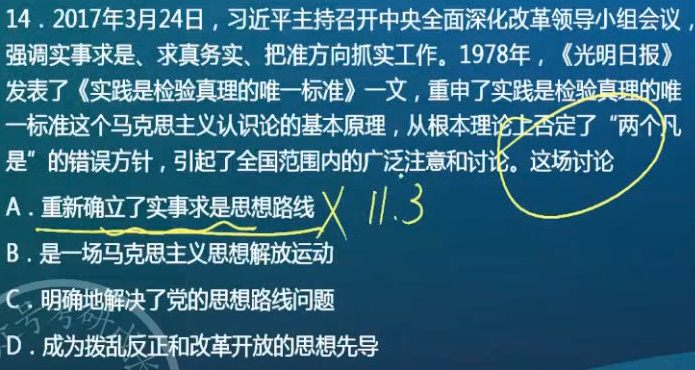 14．2017年3月24日，习近平主持召开中央全面深化改革领导小组会议，
强调实事求是、求真务实、把准方向抓实工作。1978年，《光明日报》
发表了《实践是检验真理的唯一标准》一文，重申了实践是检验真理的唯
一标准这个马克思主义认识论的基本原理，从根本理论上否定了“两个凡
是”的错误方针，引起了全国范围内的广泛注意和讨论。这场讨论
A．重新确立了实事求是思想路线 X 11.3
B．是一场马克思主义思想解放运动
C．明确地解决了党的思想路线问题
D．成为拨乱反正和改革开放的思想先导